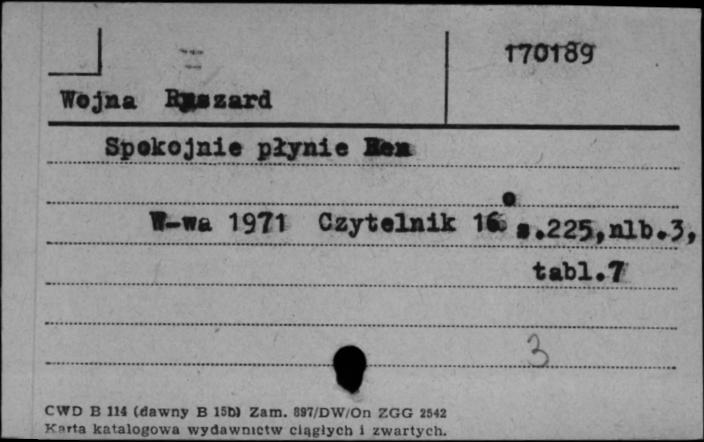 170189
Wojna Ryszard
Spokojnie płynie Ren
W-wa 1971 Czytelnik 16° s.225,nlb.3,
tabl.7
3
CWD B 114 (dawny B 15b) Zam. 897/DW/On ZGG 2542
Karta katalogowa wydawnictw ciągłych i zwartych.